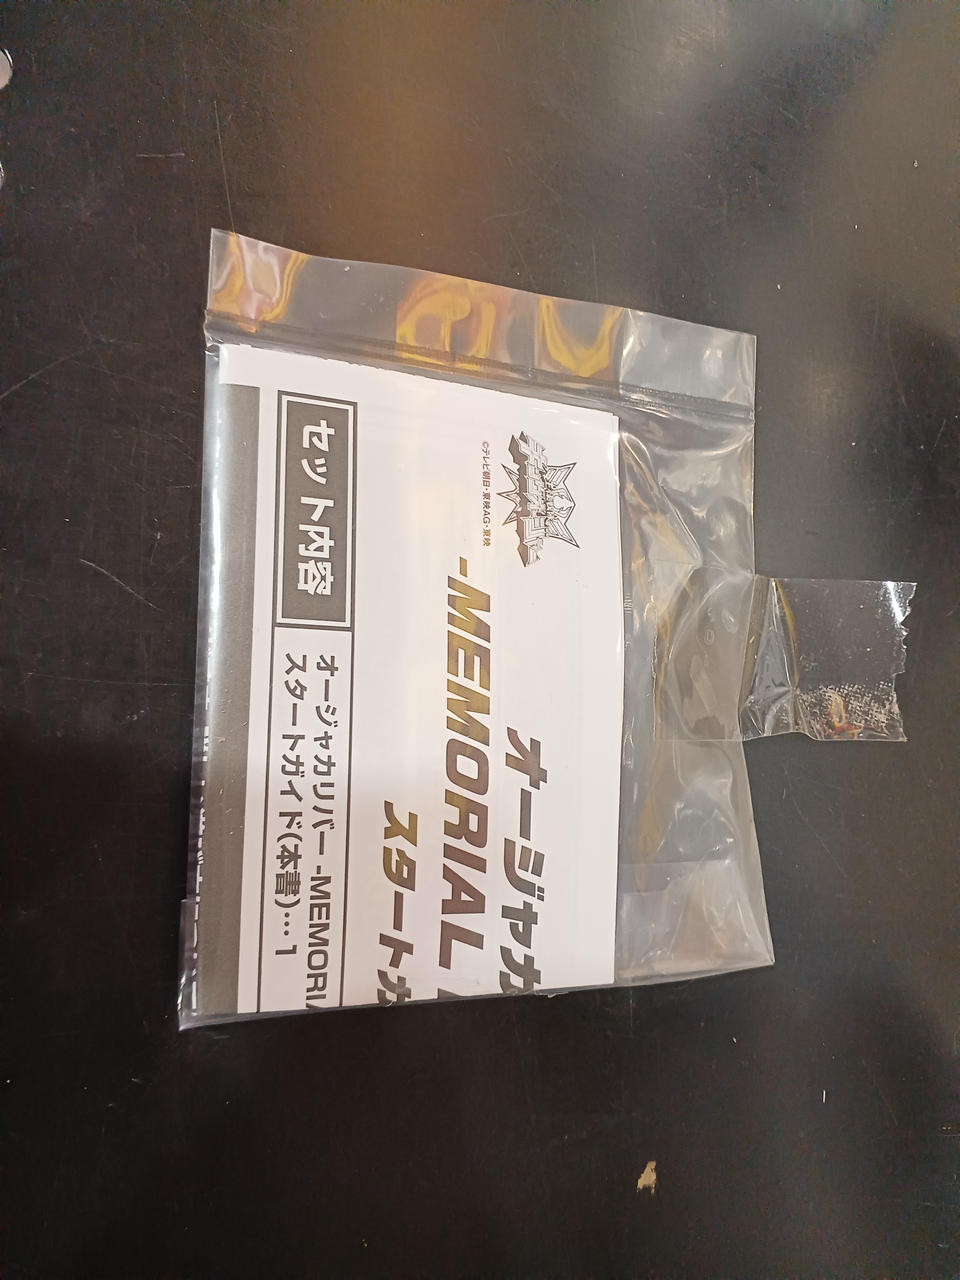 オージャカ
-MEMORIAL
スタートガ
©テレビ朝日・東映AG・東映
セット内容
オージャカリバー -MEMORIA
スタートガイド(本書)…1